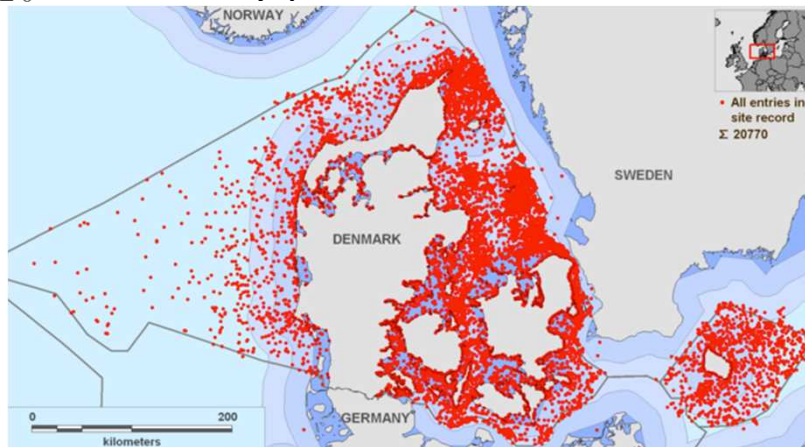 NORWAY
All entries in
site record
Σ 20770
SWEDEN
DENMARK
0 200
kilometers
GERMANY